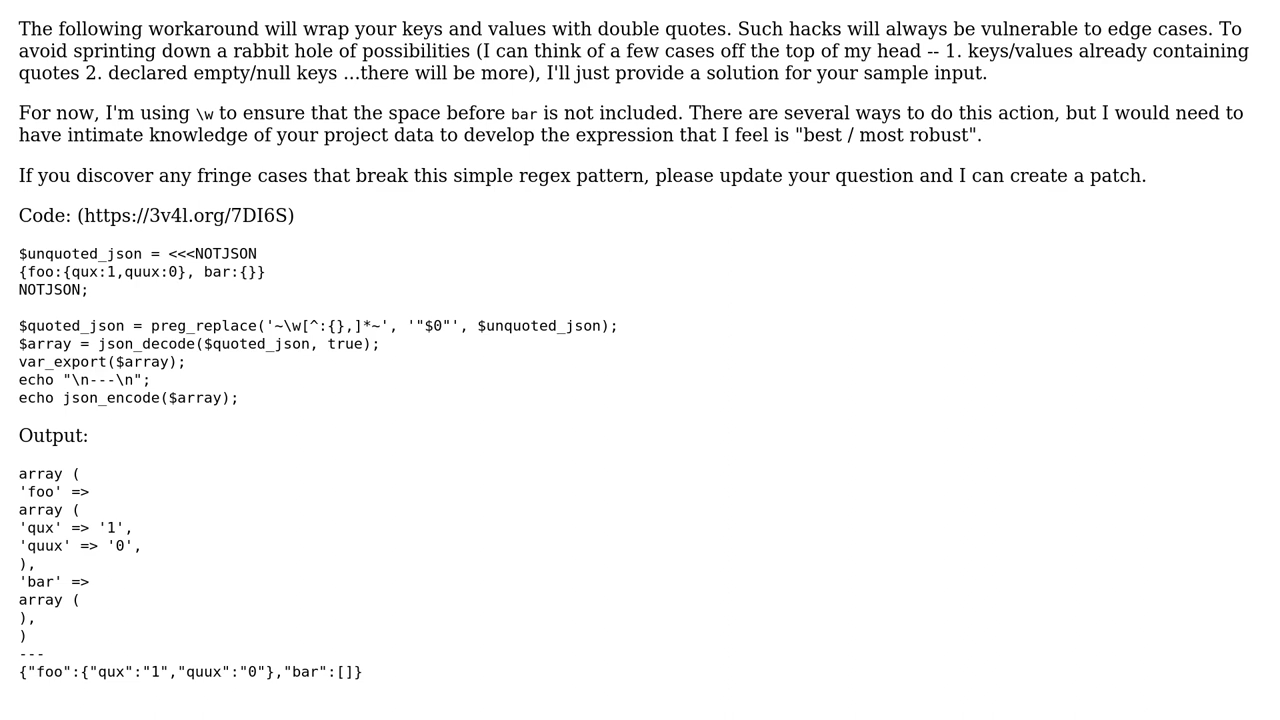 The following workaround will wrap your keys and values with double quotes. Such hacks will always be vulnerable to edge cases. To
avoid sprinting down a rabbit hole of possibilities (I can think of a few cases off the top of my head -- 1. keys/values already containing
quotes 2. declared empty/null keys ...there will be more), I'll just provide a solution for your sample input.
For now, I'm using \w to ensure that the space before bar is not included. There are several ways to do this action, but I would need to
have intimate knowledge of your project data to develop the expression that I feel is "best / most robust".
If you discover any fringe cases that break this simple regex pattern, please update your question and I can create a patch.
Code: (https://3v4l.org/7DI6S)
$unquoted_json = <<<NOTJSON
{foo:{qux:1,quux:0}, bar:{}}
NOTJSON;
$quoted_json = preg_replace('~\w[^:{},]*~', '"$0"', $unquoted_json);
$array = json_decode($quoted_json, true);
var_export($array);
echo "\n---\n";
echo json_encode($array);
Output:
array (
'foo' =>
array (
'qux' => '1',
'quux' => '0',
),
'bar' =>
array (
),
)
---
{"foo":{"qux":"1","quux":"0"},"bar":[]}